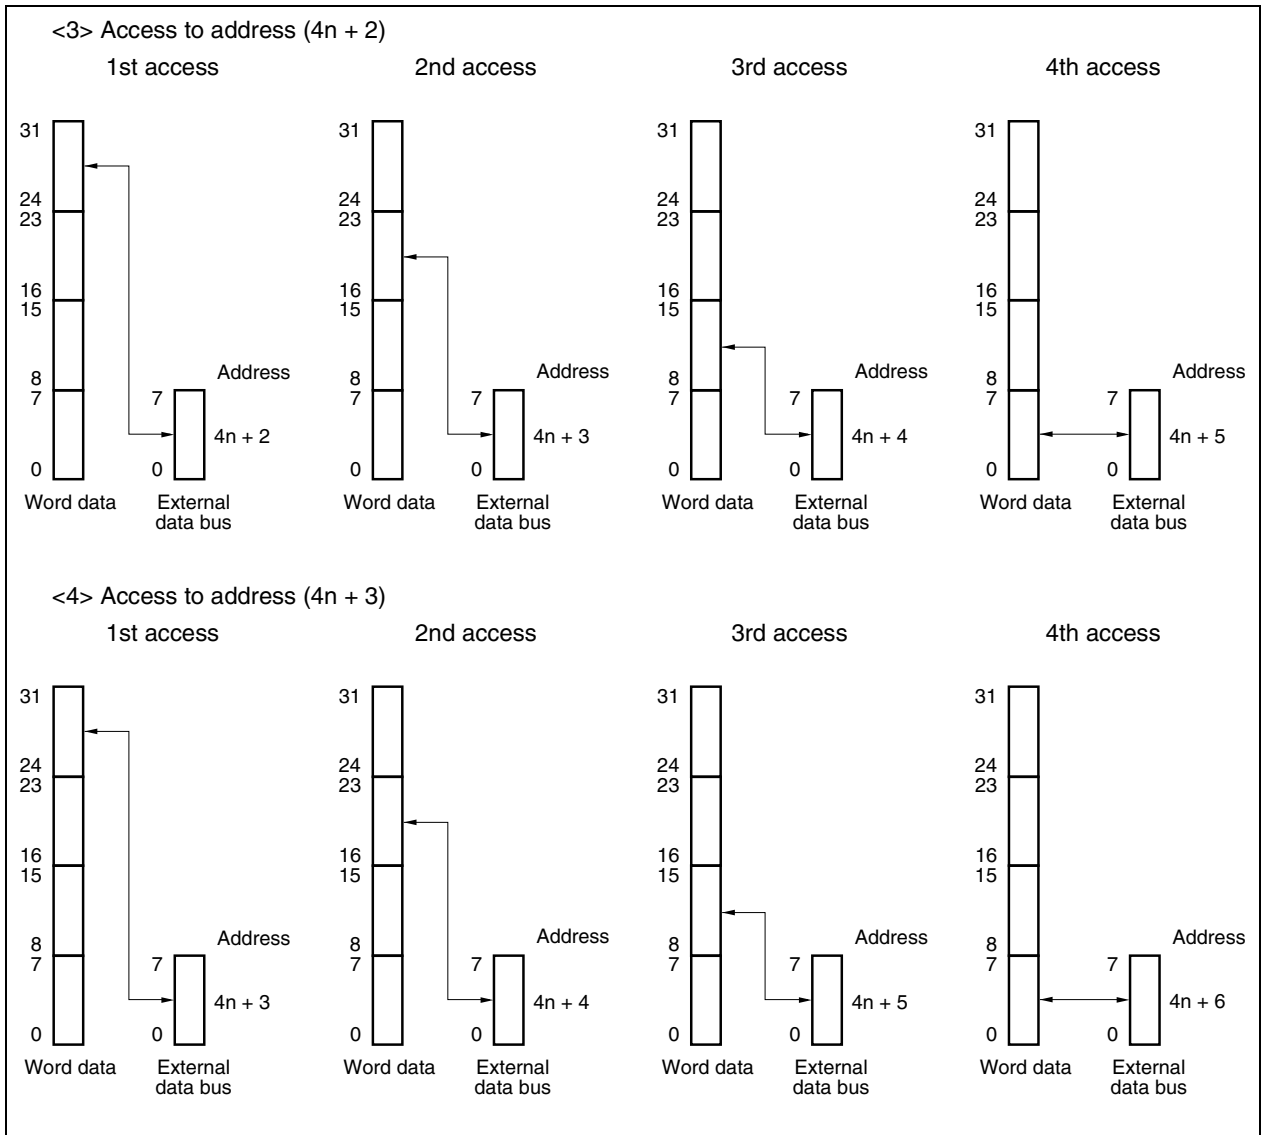 <3> Access to address (4n + 2)
1st access 2nd access 3rd access 4th access
31 31 31 31
24 24 24 24
23 23 23 23
16 16 16 16
15 15 15 15
Address Address Address Address
8 8 8 8
7 7 7 7 7 7 7 7
4n + 2 4n + 3 4n + 4 4n + 5
0 0 0 0 0 0 0 0
Word data External Word data External Word data External Word data External
data bus data bus data bus data bus
<4> Access to address (4n + 3)
1st access 2nd access 3rd access 4th access
31 31 31 31
24 24 24 24
23 23 23 23
16 16 16 16
15 15 15 15
Address Address Address Address
8 8 8 8
7 7 7 7 7 7 7 7
4n + 3 4n + 4 4n + 5 4n + 6
0 0 0 0 0 0 0 0
Word data External Word data External Word data External Word data External
data bus data bus data bus data bus